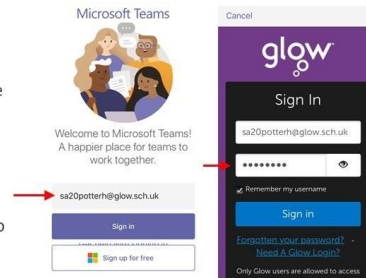 Microsoft Teams
Welcome to Microsoft Teams!
A happier place for teams to
work together.
sa20potterh@glow.sch.uk
Sign in
Sign up for free
Cancel
glow
Sign In
sa20potterh@glow.sch.uk
Remember my username
Sign in
Forgotten your password? -
Need A Glow Login?
Only Glow users are allowed to access